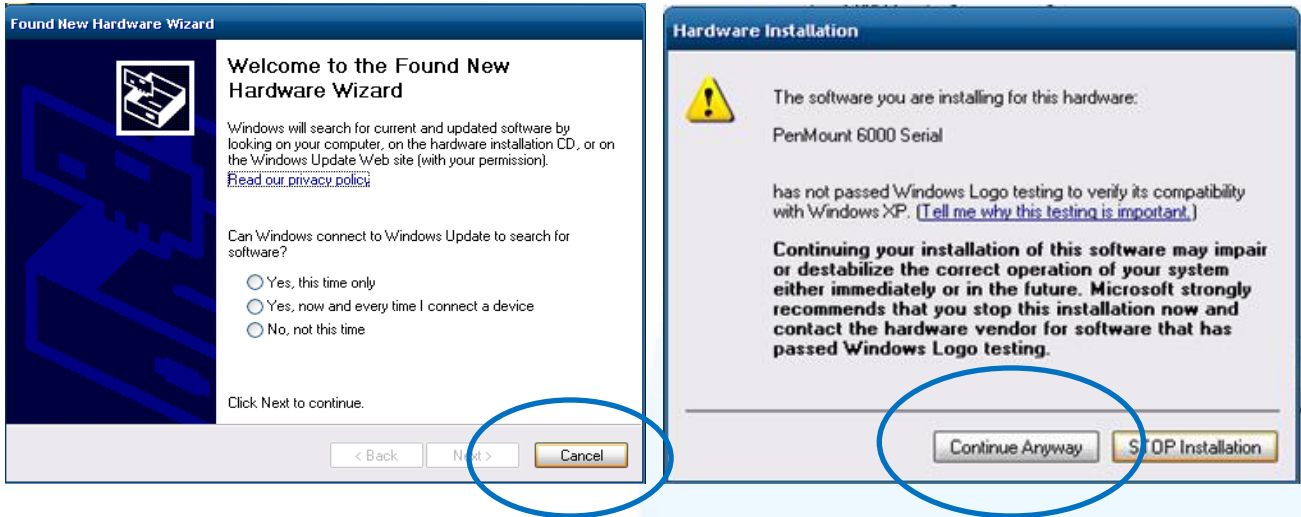 Found New Hardware Wizard
Welcome to the Found New
Hardware Wizard
Windows will search for current and updated software by
looking on your computer, on the hardware installation CD, or on
the Windows Update Web site (with your permission).
Read our privacy policy
Can Windows connect to Windows Update to search for
software?
Yes, this time only
Yes, now and every time I connect a device
No, not this time
Click Next to continue.
< Back
Next >
Cancel
Hardware Installation
The software you are installing for this hardware:
PenMount 6000 Serial
has not passed Windows Logo testing to verify its compatibility
with Windows XP. (Tell me why this testing is important.)
Continuing your installation of this software may impair
or destabilize the correct operation of your system
either immediately or in the future. Microsoft strongly
recommends that you stop this installation now and
contact the hardware vendor for software that has
passed Windows Logo testing.
Continue Anyway
STOP Installation